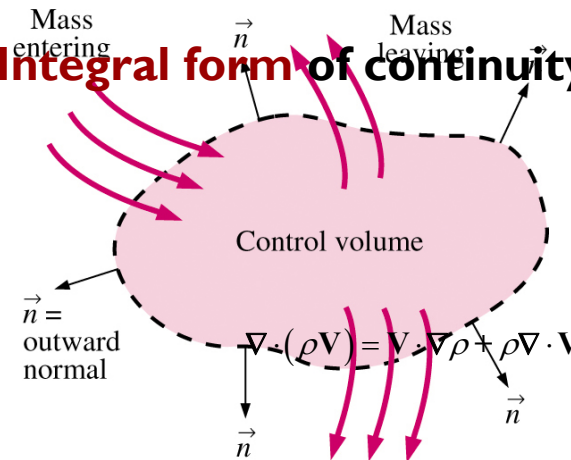 Mass
entering
Integral form of continuity
Mass
leaving
n⃗
n⃗
Control volume
n⃗ =
outward
normal
∇·(ρV) = V·∇ρ + ρ∇·V
n⃗
n⃗